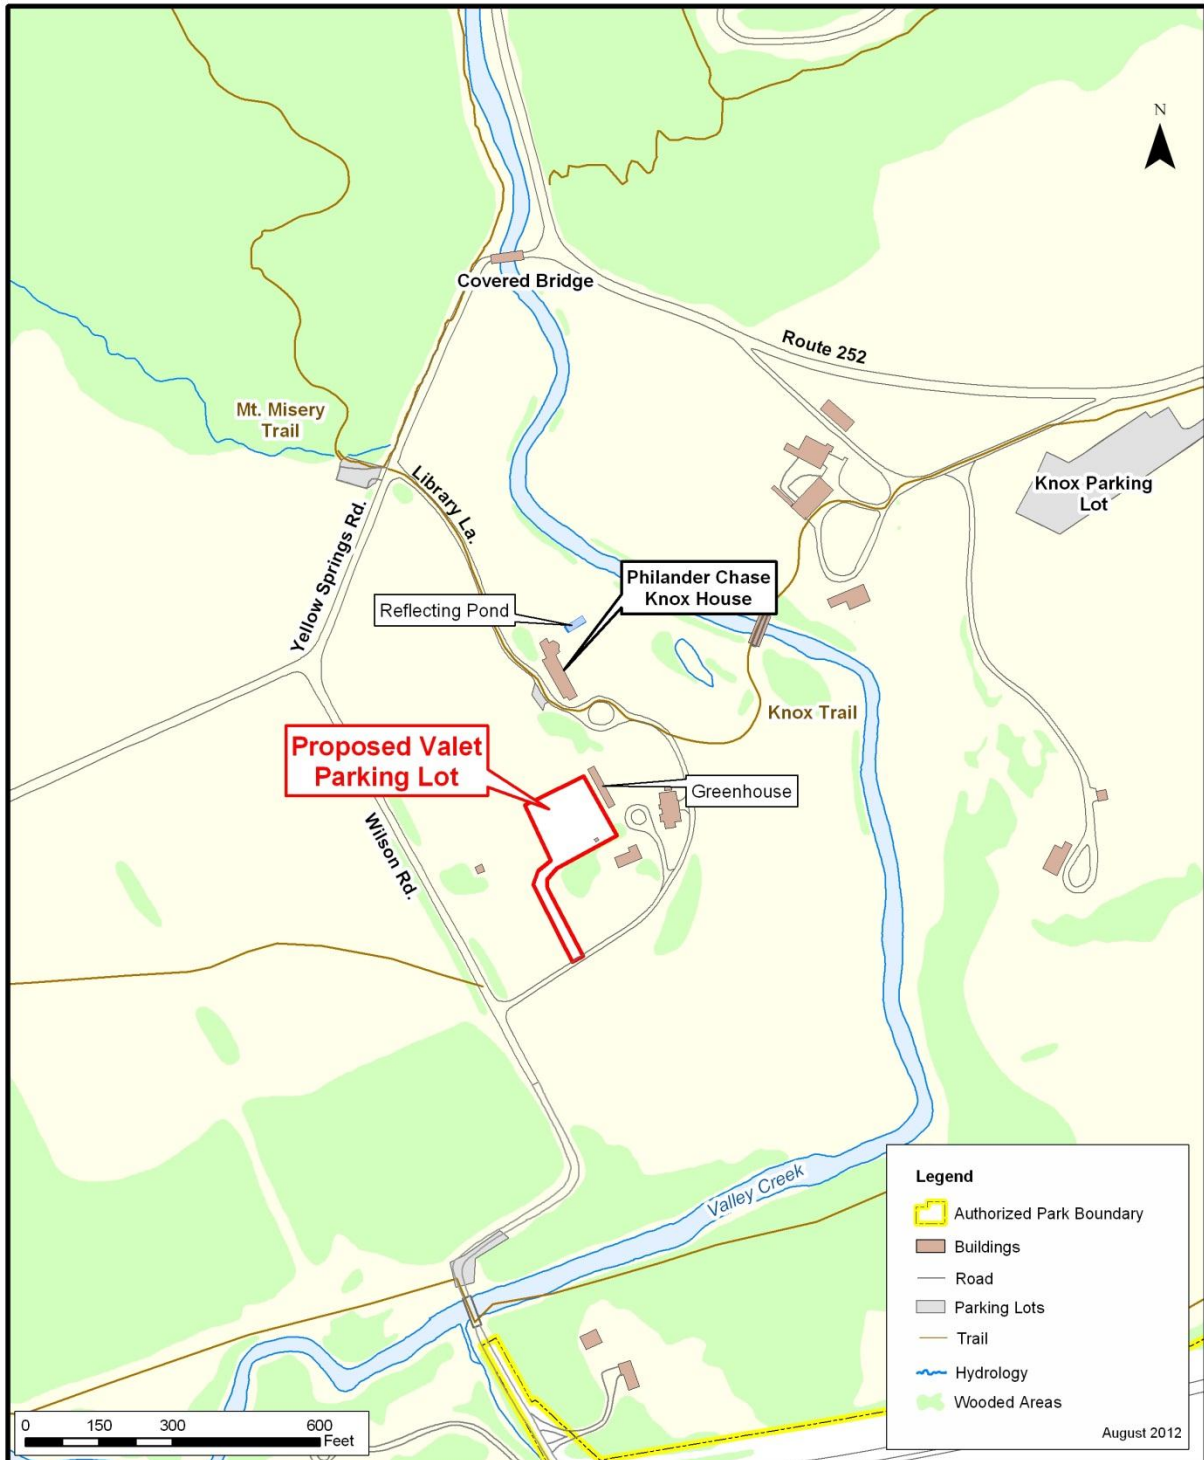 N
Covered Bridge
Route 252
Mt. Misery
Trail
Library La.
Knox Parking
Lot
Yellow Springs Rd.
Philander Chase
Knox House
Reflecting Pond
Knox Trail
Proposed Valet
Parking Lot
Greenhouse
Wilson Rd.
Valley Creek
Legend
Authorized Park Boundary
Buildings
Road
Parking Lots
Trail
Hydrology
Wooded Areas
August 2012
0 150 300 600
Feet